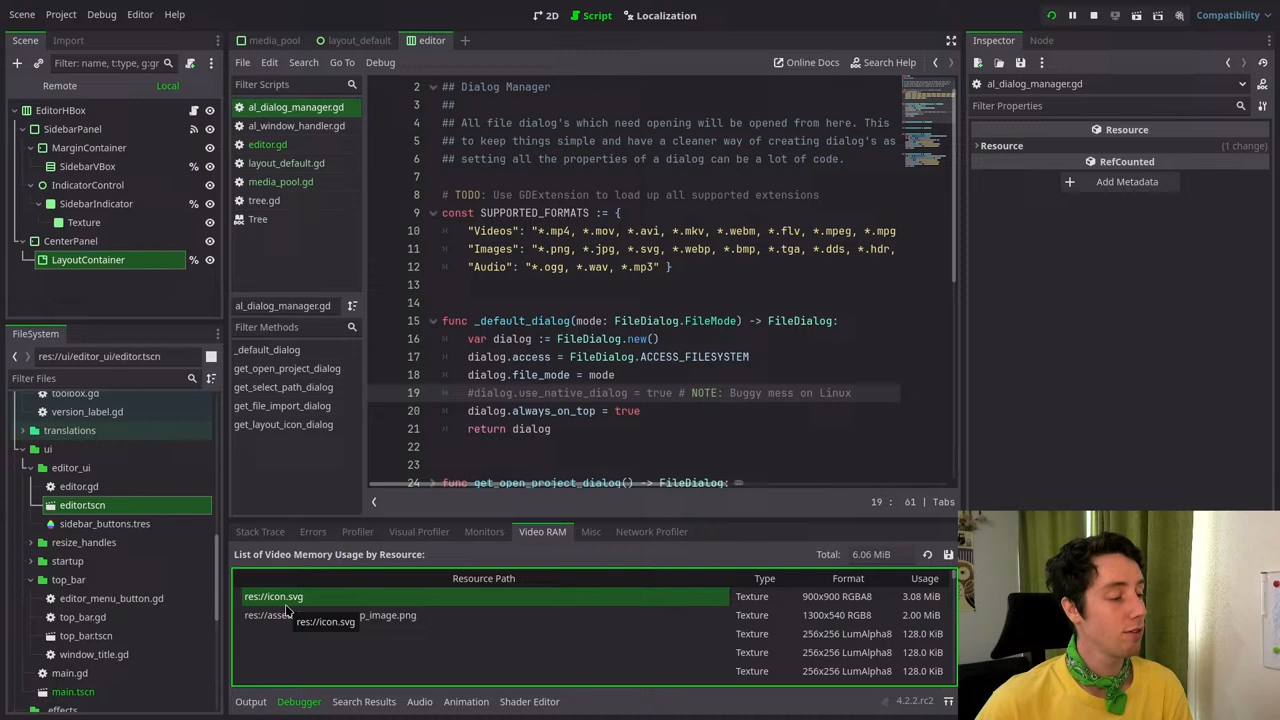 Scene Project Debug Editor Help
2D Script Localization
Compatibility
Scene Import
Filter: name, t:type, g:gr
Remote Local
EditorHBox
SidebarPanel
MarginContainer
SidebarVBox
IndicatorControl
SidebarIndicator
Texture
CenterPanel
LayoutContainer
FileSystem
res://ui/editor_ui/editor.tscn
Filter Files
toolbox.gd
version_label.gd
translations
ui
editor_ui
editor.gd
editor.tscn
sidebar_buttons.tres
resize_handles
startup
top_bar
editor_menu_button.gd
top_bar.gd
top_bar.tscn
window_title.gd
main.gd
main.tscn
effects
media_pool layout_default editor
File Edit Search Go To Debug
Online Docs Search Help
Filter Scripts
al_dialog_manager.gd
al_window_handler.gd
editor.gd
layout_default.gd
media_pool.gd
tree.gd
Tree
al_dialog_manager.gd
Filter Methods
_default_dialog
get_open_project_dialog
get_select_path_dialog
get_file_import_dialog
get_layout_icon_dialog
2 ## Dialog Manager
3 ##
4 ## All file dialog's which need opening will be opened from here. This
5 ## to keep things simple and have a cleaner way of creating dialog's as
6 ## setting all the properties of a dialog can be a lot of code.
7
8 # TODO: Use GDExtension to load up all supported extensions
9 const SUPPORTED_FORMATS := {
10 "Videos": "*.mp4, *.mov, *.avi, *.mkv, *.webm, *.flv, *.mpeg, *.mpg
11 "Images": "*.png, *.jpg, *.svg, *.webp, *.bmp, *.tga, *.dds, *.hdr,
12 "Audio": "*.ogg, *.wav, *.mp3" }
13
14
15 func _default_dialog(mode: FileDialog.FileMode) -> FileDialog:
16 var dialog := FileDialog.new()
17 dialog.access = FileDialog.ACCESS_FILESYSTEM
18 dialog.file_mode = mode
19 #dialog.use_native_dialog = true # NOTE: Buggy mess on Linux
20 dialog.always_on_top = true
21 return dialog
22
23
24 func get_open_project_dialog() -> FileDialog:
19 : 61 | Tabs
Stack Trace Errors Profiler Visual Profiler Monitors Video RAM Misc Network Profiler
List of Video Memory Usage by Resource: Total: 6.06 MiB
Resource Path Type Format Usage
res://icon.svg Texture 900x900 RGBA8 3.08 MiB
res://asse p_image.png Texture 1300x540 RGB8 2.00 MiB
res://icon.svg
Texture 256x256 LumAlpha8 128.0 KiB
Texture 256x256 LumAlpha8 128.0 KiB
Texture 256x256 LumAlpha8 128.0 KiB
Output Debugger Search Results Audio Animation Shader Editor
4.2.2.rc2
Inspector Node
al_dialog_manager.gd
Filter Properties
Resource
Resource (1 change)
RefCounted
Add Metadata